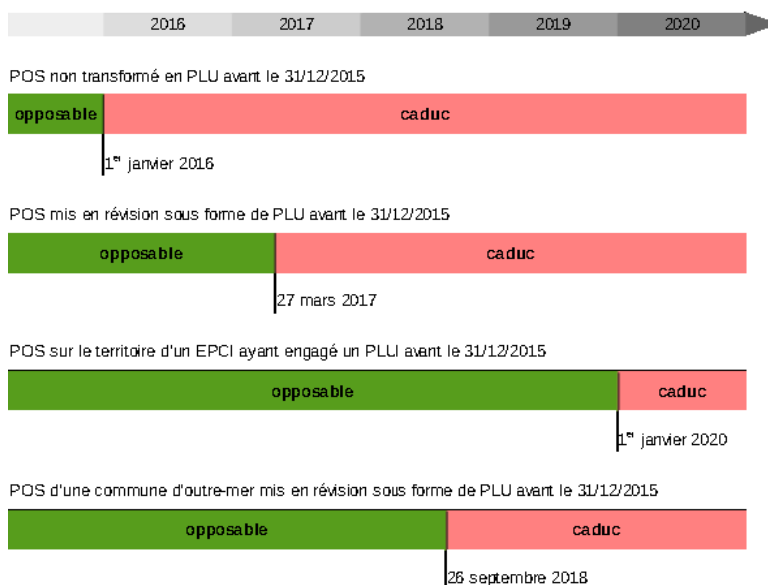 2016 2017 2018 2019 2020
POS non transformé en PLU avant le 31/12/2015
opposable caduc
1er janvier 2016
POS mis en révision sous forme de PLU avant le 31/12/2015
opposable caduc
27 mars 2017
POS sur le territoire d'un EPCI ayant engagé un PLUI avant le 31/12/2015
opposable caduc
1er janvier 2020
POS d'une commune d'outre-mer mis en révision sous forme de PLU avant le 31/12/2015
opposable caduc
26 septembre 2018